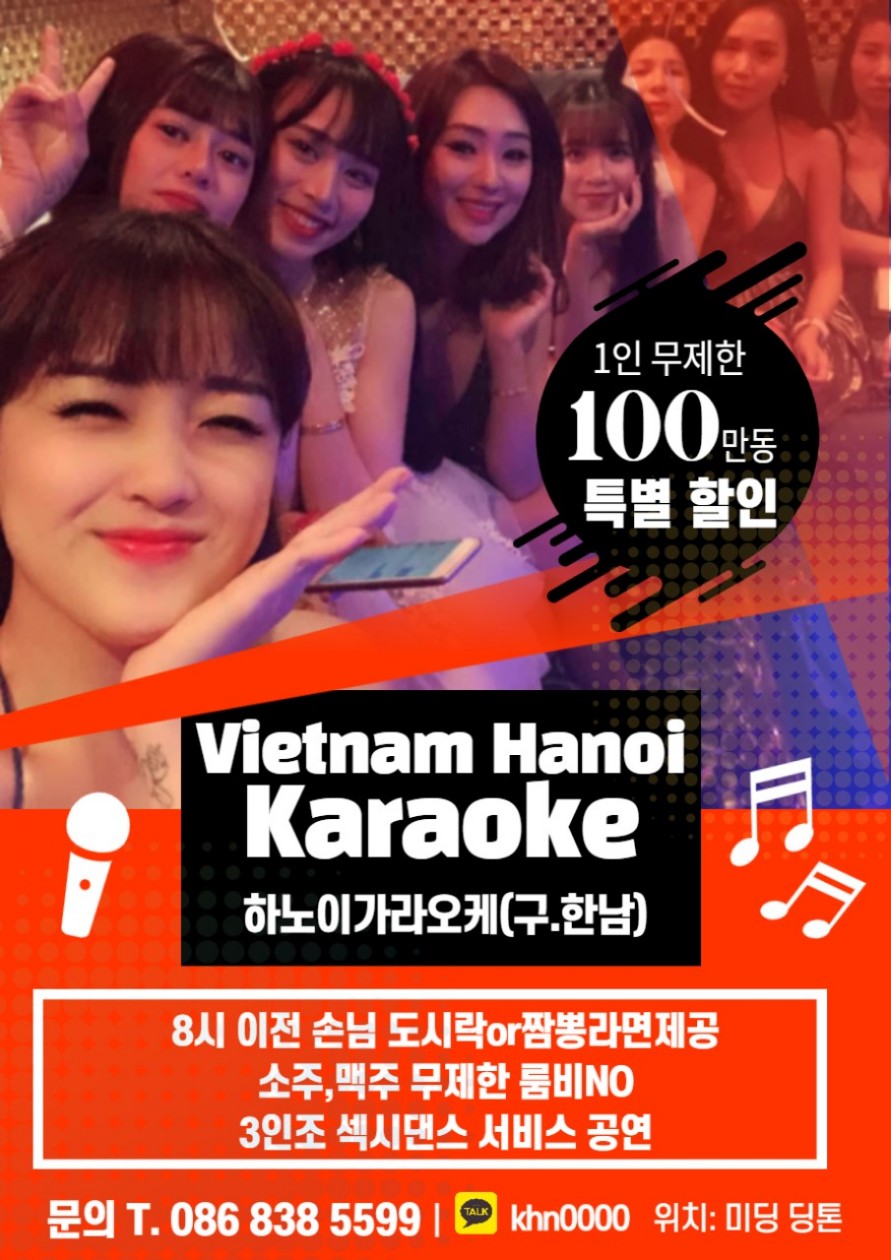 1인 무제한
100만동
특별 할인
Vietnam Hanoi
Karaoke
하노이가라오케(구.한남)
8시 이전 손님 도시락or짬뽕라면제공
소주,맥주 무제한 룸비NO
3인조 섹시댄스 서비스 공연
문의 T. 086 838 5599 | TALK khn0000 위치: 미딩 딩톤